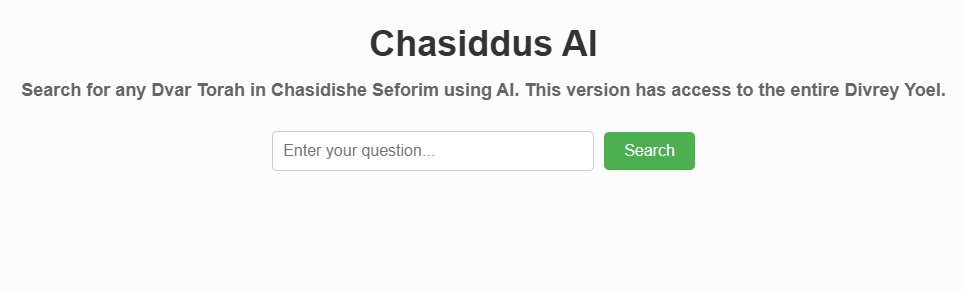 Chasiddus AI
Search for any Dvar Torah in Chasidishe Seforim using AI. This version has access to the entire Divrey Yoel.
Enter your question... Search